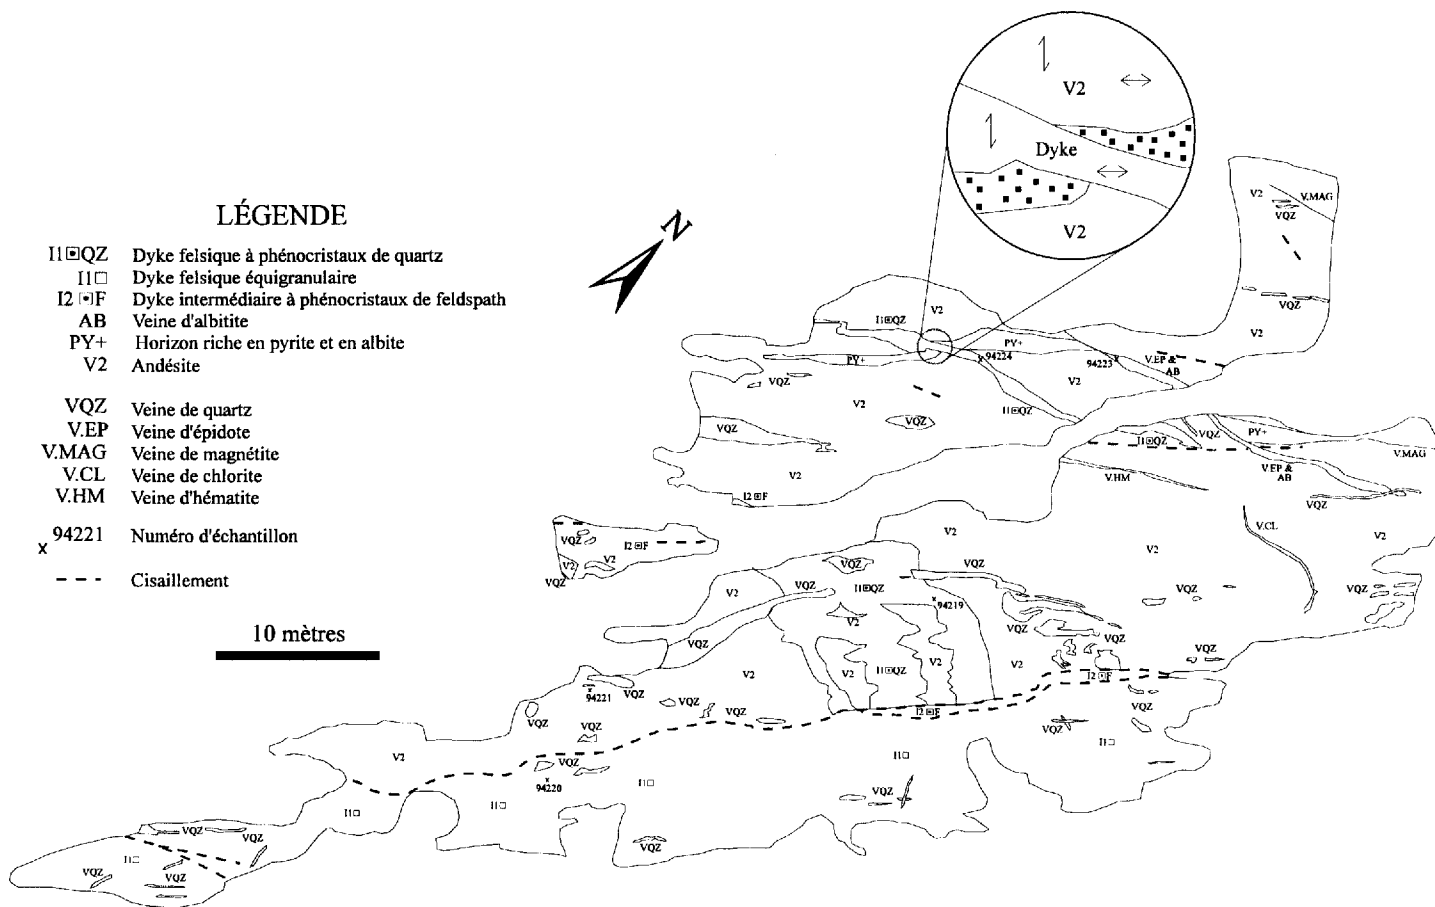 LÉGENDE
I1⊡QZ Dyke felsique à phénocristaux de quartz
I1□ Dyke felsique équigranulaire
I2⊡F Dyke intermédiaire à phénocristaux de feldspath
AB Veine d'albitite
PY+ Horizon riche en pyrite et en albite
V2 Andésite
VQZ Veine de quartz
V.EP Veine d'épidote
V.MAG Veine de magnétite
V.CL Veine de chlorite
V.HM Veine d'hématite
x 94221 Numéro d'échantillon
Cisaillement
10 mètres
N
V2
Dyke
V2
V2
V.MAG
VQZ
VQZ
V2
V2
I1⊡QZ
PY+
PY+
x 94224
94223 x
V.EP &
AB
V2
VQZ
V2
I1⊡QZ
VQZ
VQZ
V2
I2⊡F
I1⊡QZ
VQZ
PY+
V.MAG
V.EP &
AB
V.HM
VQZ
V.CL
V2
V2
V2
VQZ
I2⊡F
V2
V2
VQZ
VQZ
VQZ
V2
VQZ
I1⊡QZ
x 94219
VQZ
VQZ
VQZ
V2
VQZ
VQZ
V2
V2
I1⊡QZ
V2
V2
VQZ
I2⊡F
x 94221
VQZ
VQZ
VQZ
VQZ
VQZ
I2⊡F
VQZ
VQZ
I1□
V2
VQZ
x 94220
I1□
I1□
I1□
I1□
VQZ
VQZ
VQZ
VQZ
I1□
VQZ
VQZ